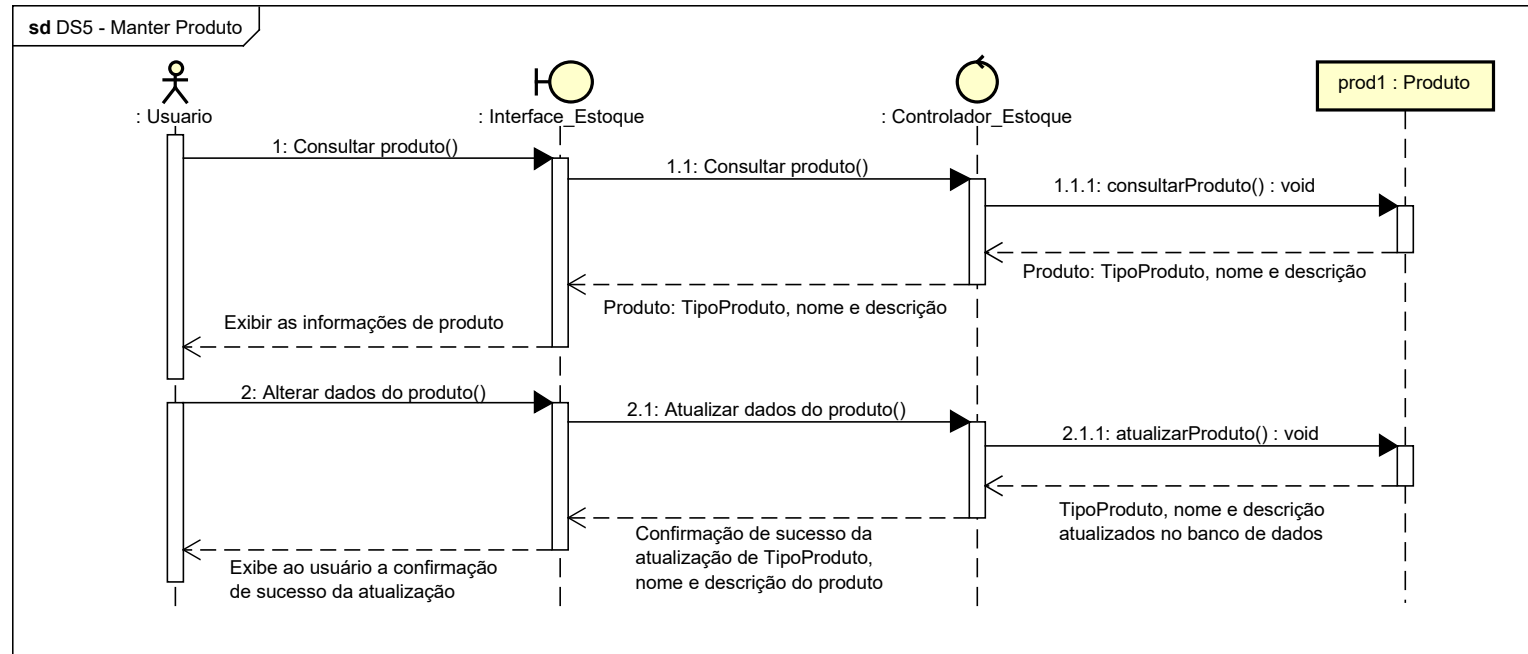 sd DS5 - Manter Produto
: Usuario
: Interface_Estoque
: Controlador_Estoque
prod1 : Produto
1: Consultar produto()
1.1: Consultar produto()
1.1.1: consultarProduto() : void
Produto: TipoProduto, nome e descrição
Produto: TipoProduto, nome e descrição
Exibir as informações de produto
2: Alterar dados do produto()
2.1: Atualizar dados do produto()
2.1.1: atualizarProduto() : void
TipoProduto, nome e descrição
atualizados no banco de dados
Confirmação de sucesso da
atualização de TipoProduto,
nome e descrição do produto
Exibe ao usuário a confirmação
de sucesso da atualização